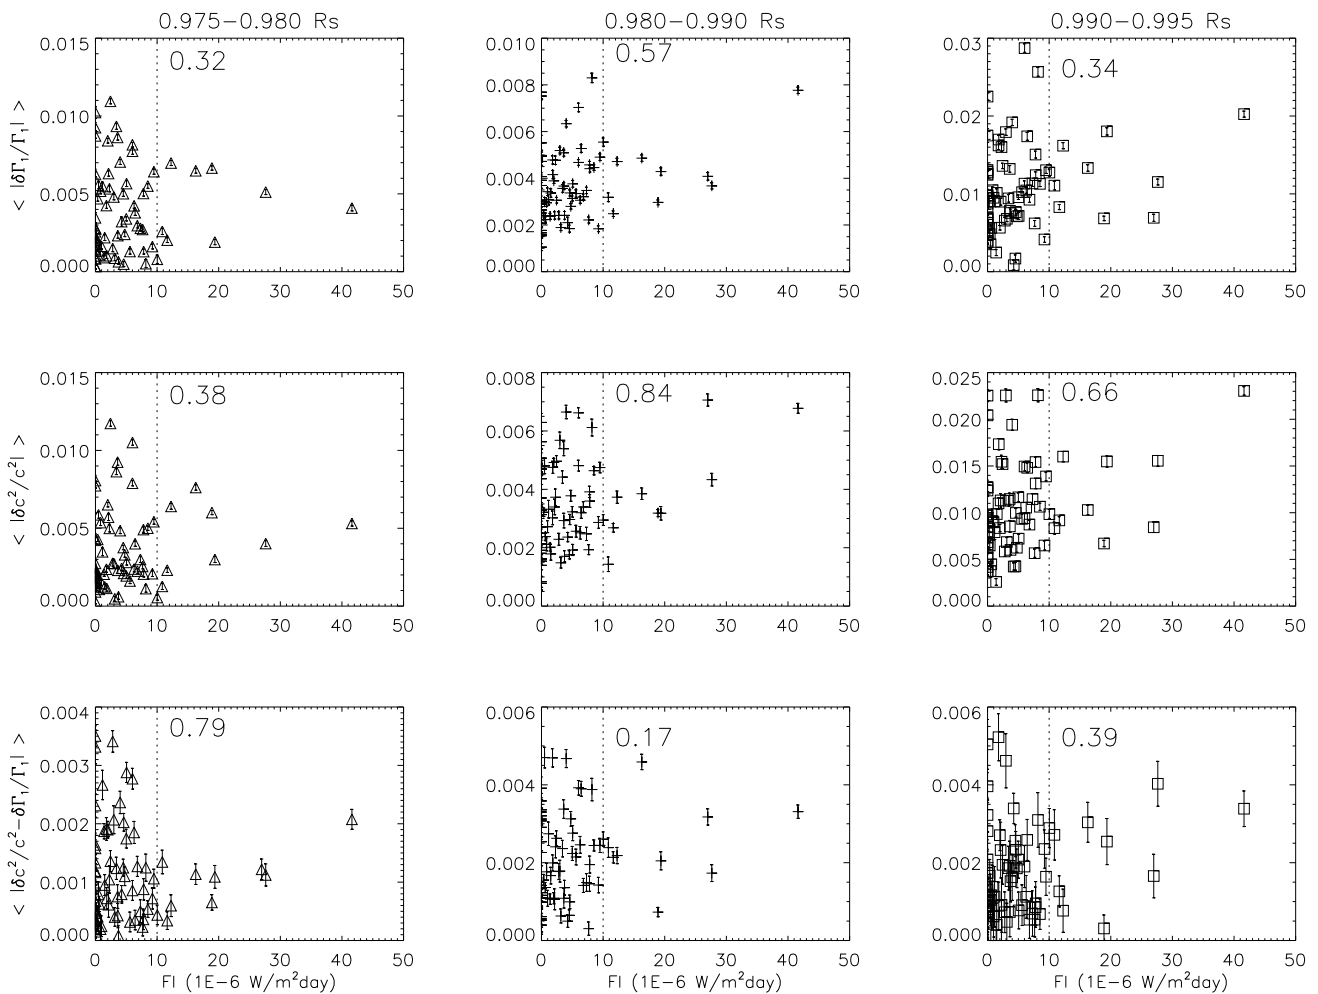 0.975−0.980 Rs
0.980−0.990 Rs
0.990−0.995 Rs
< |δΓ₁/Γ₁| >
0.015
0.010
0.005
0.000
0.32
0 10 20 30 40 50
0.010
0.008
0.006
0.004
0.002
0.000
0.57
0 10 20 30 40 50
0.03
0.02
0.01
0.00
0.34
0 10 20 30 40 50
< |δc²/c²| >
0.015
0.010
0.005
0.000
0.38
0 10 20 30 40 50
0.008
0.006
0.004
0.002
0.000
0.84
0 10 20 30 40 50
0.025
0.020
0.015
0.010
0.005
0.000
0.66
0 10 20 30 40 50
< |δc²/c²−δΓ₁/Γ₁| >
0.004
0.003
0.002
0.001
0.000
0.79
0 10 20 30 40 50
FI (1E−6 W/m²day)
0.006
0.004
0.002
0.000
0.17
0 10 20 30 40 50
FI (1E−6 W/m²day)
0.006
0.004
0.002
0.000
0.39
0 10 20 30 40 50
FI (1E−6 W/m²day)